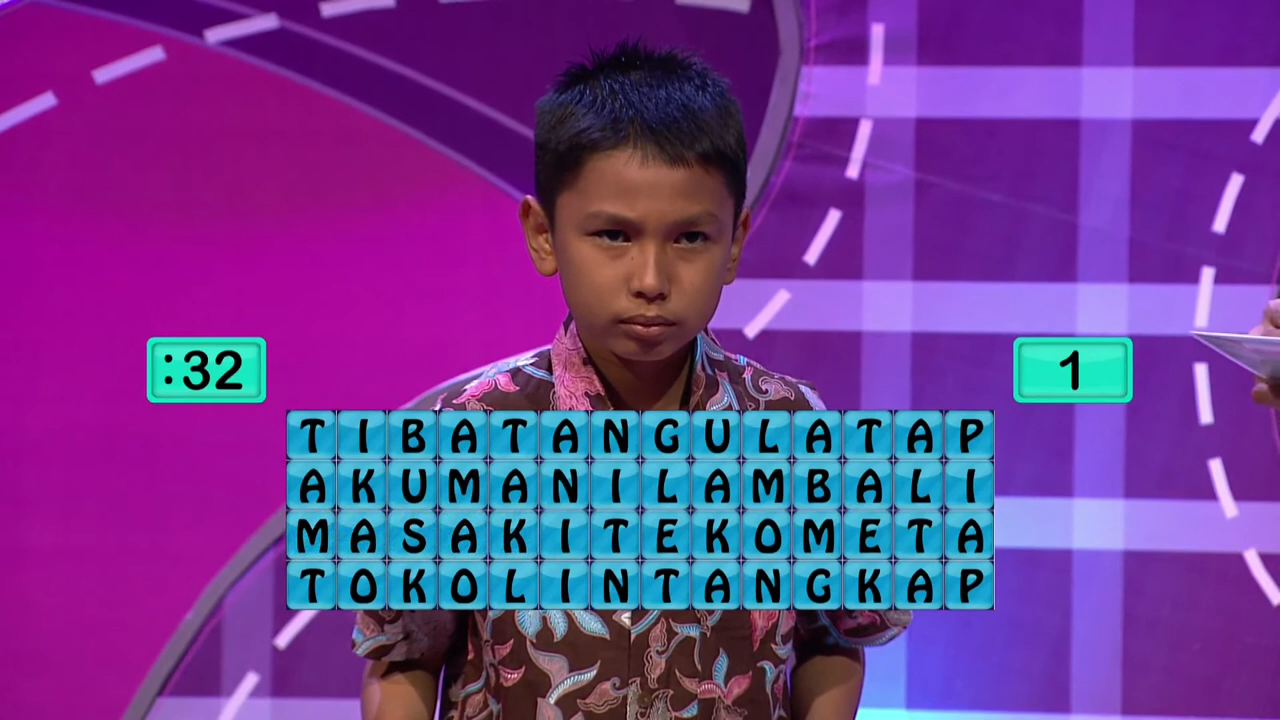 :32
1
TIBATANGULATAP
AKUMANILAMBALI
MASAKITEKOMETA
TOKOLINTANGKAP